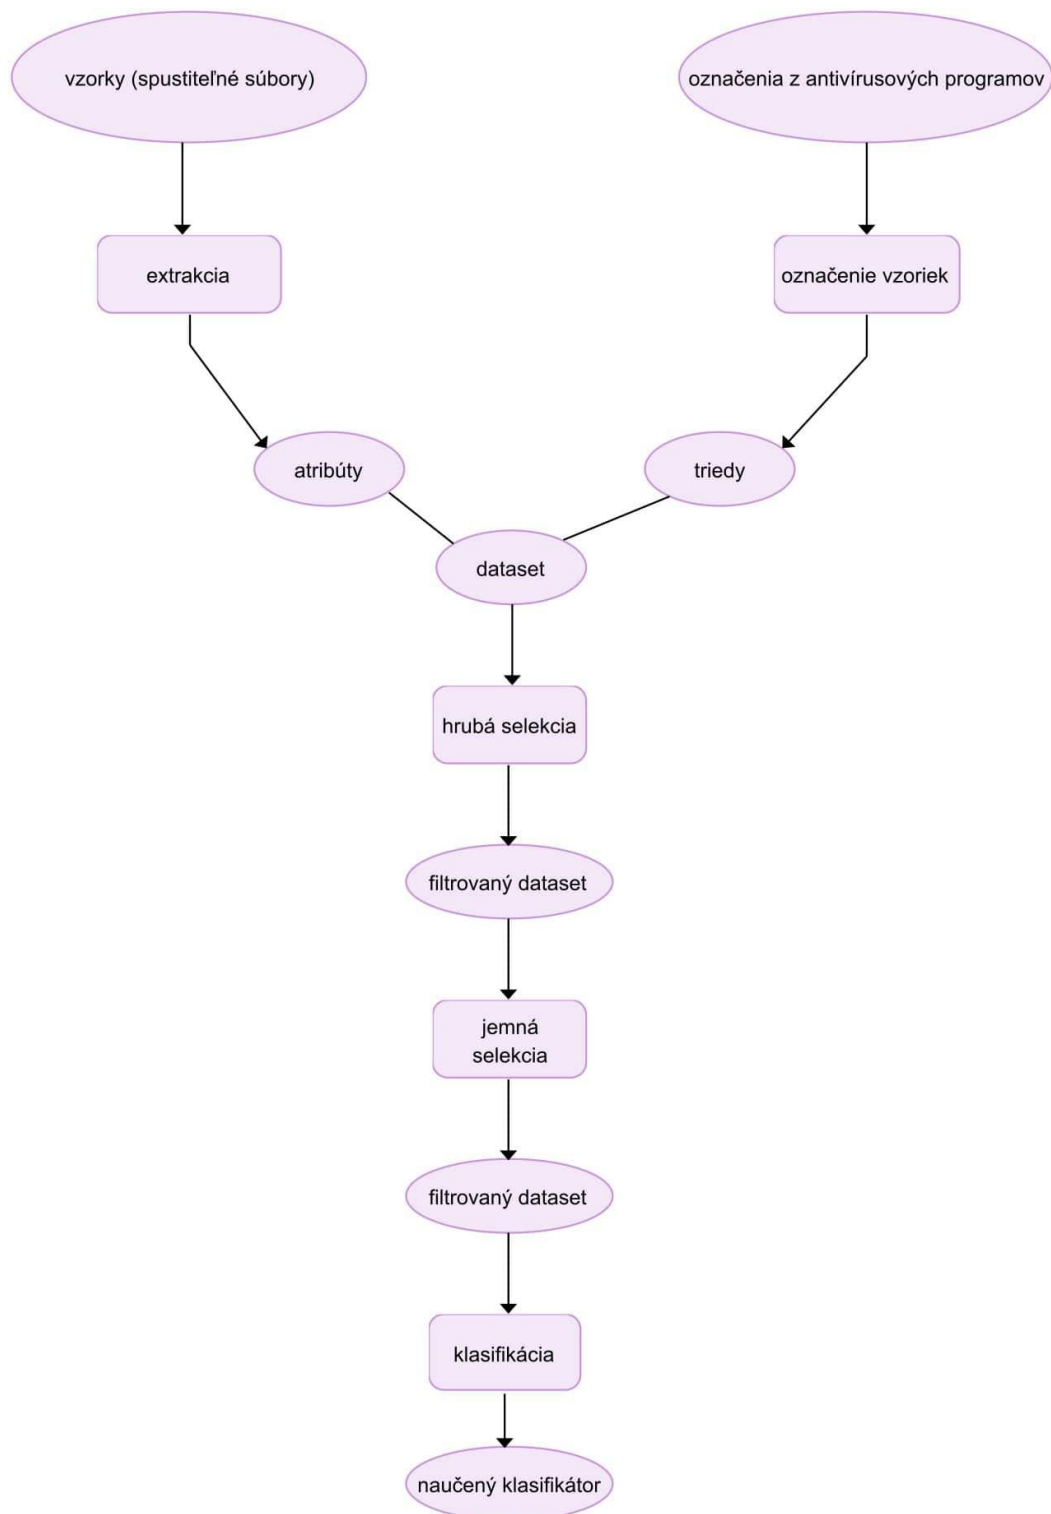 vzorky (spustiteľné súbory)
označenia z antivírusových programov
extrakcia
označenie vzoriek
atribúty
triedy
dataset
hrubá selekcia
filtrovaný dataset
jemná
selekcia
filtrovaný dataset
klasifikácia
naučený klasifikátor